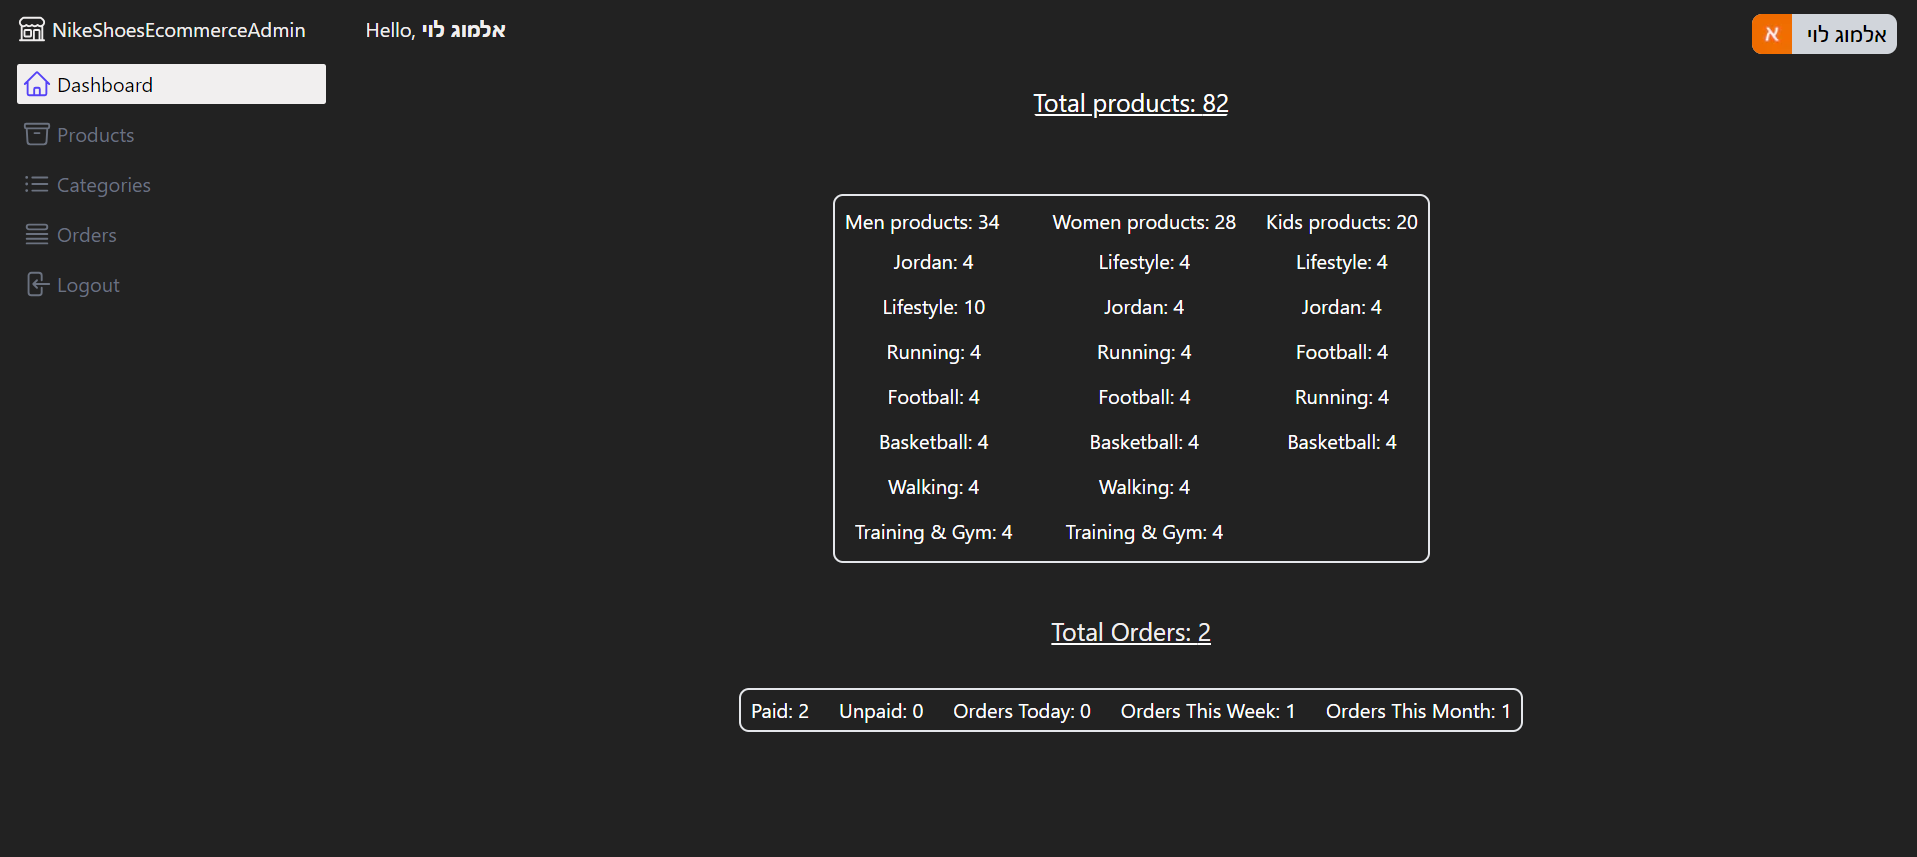 NikeShoesEcommerceAdmin
Dashboard
Products
Categories
Orders
Logout
Hello, אלמוג לוי
א אלמוג לוי
Total products: 82
Men products: 34
Jordan: 4
Lifestyle: 10
Running: 4
Football: 4
Basketball: 4
Walking: 4
Training & Gym: 4
Women products: 28
Lifestyle: 4
Jordan: 4
Running: 4
Football: 4
Basketball: 4
Walking: 4
Training & Gym: 4
Kids products: 20
Lifestyle: 4
Jordan: 4
Football: 4
Running: 4
Basketball: 4
Total Orders: 2
Paid: 2 Unpaid: 0 Orders Today: 0 Orders This Week: 1 Orders This Month: 1